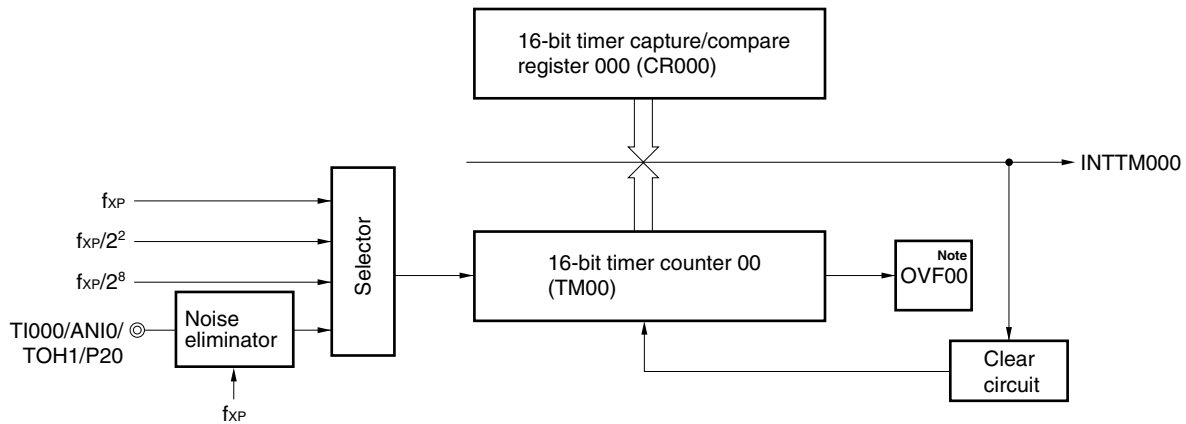 16-bit timer capture/compare
register 000 (CR000)
INTTM000
fXP
fXP/2²
fXP/2⁸
Selector
16-bit timer counter 00
(TM00)
Note
OVF00
TI000/ANI0/
TOH1/P20
Noise
eliminator
Clear
circuit
fXP